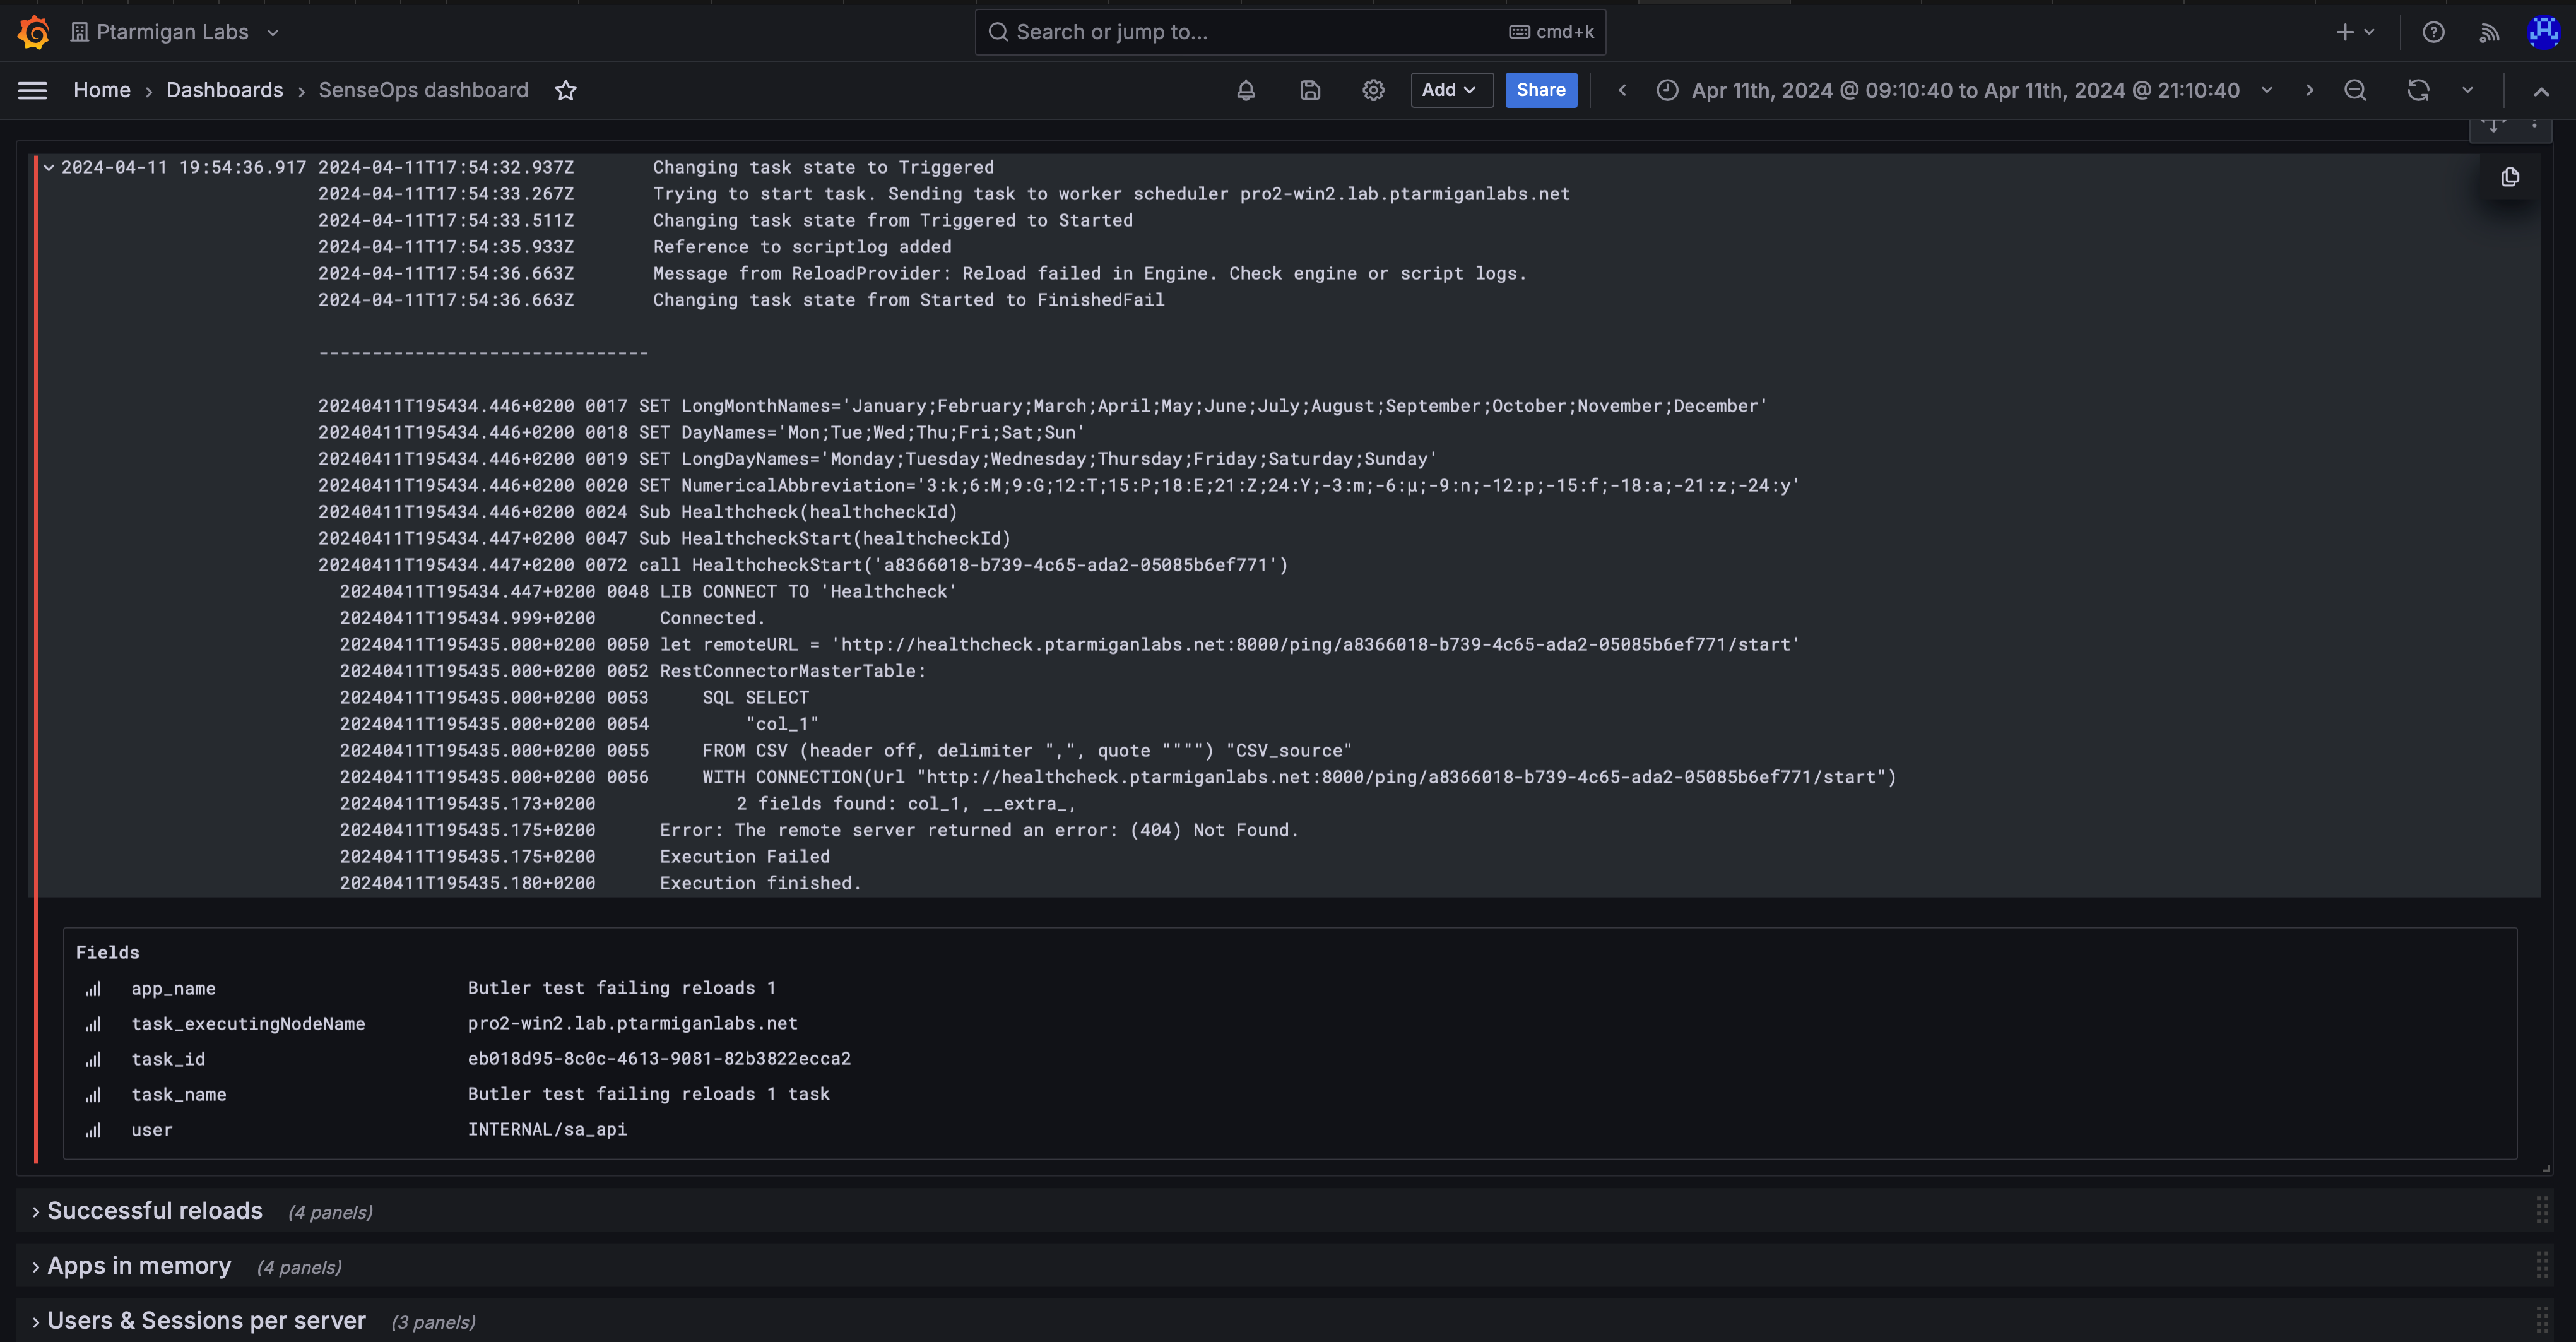 Ptarmigan Labs
Search or jump to...
cmd+k
Home › Dashboards › SenseOps dashboard
Add
Share
Apr 11th, 2024 @ 09:10:40 to Apr 11th, 2024 @ 21:10:40
2024-04-11 19:54:36.917 2024-04-11T17:54:32.937Z Changing task state to Triggered
2024-04-11T17:54:33.267Z Trying to start task. Sending task to worker scheduler pro2-win2.lab.ptarmiganlabs.net
2024-04-11T17:54:33.511Z Changing task state from Triggered to Started
2024-04-11T17:54:35.933Z Reference to scriptlog added
2024-04-11T17:54:36.663Z Message from ReloadProvider: Reload failed in Engine. Check engine or script logs.
2024-04-11T17:54:36.663Z Changing task state from Started to FinishedFail
-------------------------------
20240411T195434.446+0200 0017 SET LongMonthNames='January;February;March;April;May;June;July;August;September;October;November;December'
20240411T195434.446+0200 0018 SET DayNames='Mon;Tue;Wed;Thu;Fri;Sat;Sun'
20240411T195434.446+0200 0019 SET LongDayNames='Monday;Tuesday;Wednesday;Thursday;Friday;Saturday;Sunday'
20240411T195434.446+0200 0020 SET NumericalAbbreviation='3:k;6:M;9:G;12:T;15:P;18:E;21:Z;24:Y;-3:m;-6:μ;-9:n;-12:p;-15:f;-18:a;-21:z;-24:y'
20240411T195434.446+0200 0024 Sub Healthcheck(healthcheckId)
20240411T195434.447+0200 0047 Sub HealthcheckStart(healthcheckId)
20240411T195434.447+0200 0072 call HealthcheckStart('a8366018-b739-4c65-ada2-05085b6ef771')
20240411T195434.447+0200 0048 LIB CONNECT TO 'Healthcheck'
20240411T195434.999+0200 Connected.
20240411T195435.000+0200 0050 let remoteURL = 'http://healthcheck.ptarmiganlabs.net:8000/ping/a8366018-b739-4c65-ada2-05085b6ef771/start'
20240411T195435.000+0200 0052 RestConnectorMasterTable:
20240411T195435.000+0200 0053 SQL SELECT
20240411T195435.000+0200 0054 "col_1"
20240411T195435.000+0200 0055 FROM CSV (header off, delimiter ",", quote """") "CSV_source"
20240411T195435.000+0200 0056 WITH CONNECTION(Url "http://healthcheck.ptarmiganlabs.net:8000/ping/a8366018-b739-4c65-ada2-05085b6ef771/start")
20240411T195435.173+0200 2 fields found: col_1, __extra_,
20240411T195435.175+0200 Error: The remote server returned an error: (404) Not Found.
20240411T195435.175+0200 Execution Failed
20240411T195435.180+0200 Execution finished.
Fields
app_name Butler test failing reloads 1
task_executingNodeName pro2-win2.lab.ptarmiganlabs.net
task_id eb018d95-8c0c-4613-9081-82b3822ecca2
task_name Butler test failing reloads 1 task
user INTERNAL/sa_api
Successful reloads (4 panels)
Apps in memory (4 panels)
Users & Sessions per server (3 panels)